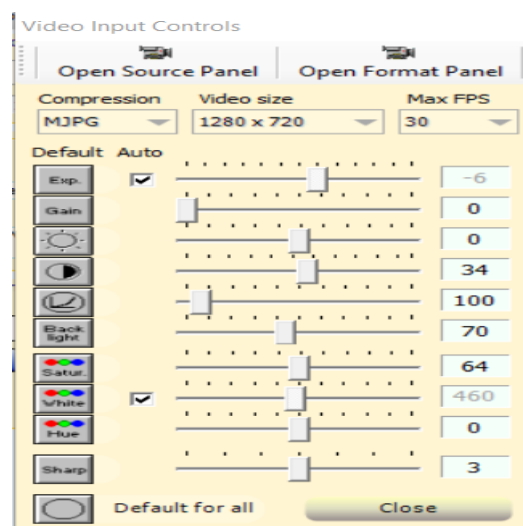 Video Input Controls
Open Source Panel Open Format Panel
Compression Video size Max FPS
MJPG 1280 x 720 30
Default Auto
Exp. -6
Gain 0
0
34
100
Back light 70
Satur. 64
White 460
Hue 0
Sharp 3
Default for all Close